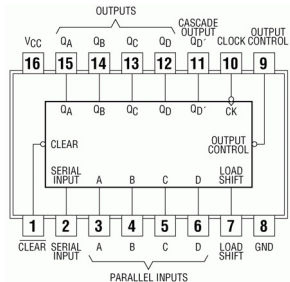 OUTPUTS
CASCADE
OUTPUT
OUTPUT
CONTROL
VCC QA QB QC QD QD' CLOCK
16 15 14 13 12 11 10 9
QA QB QC QD QD' CK
CLEAR
OUTPUT
CONTROL
SERIAL
INPUT
A B C D
LOAD
SHIFT
1 2 3 4 5 6 7 8
CLEAR
SERIAL
INPUT
A B C D
LOAD
SHIFT
GND
PARALLEL INPUTS